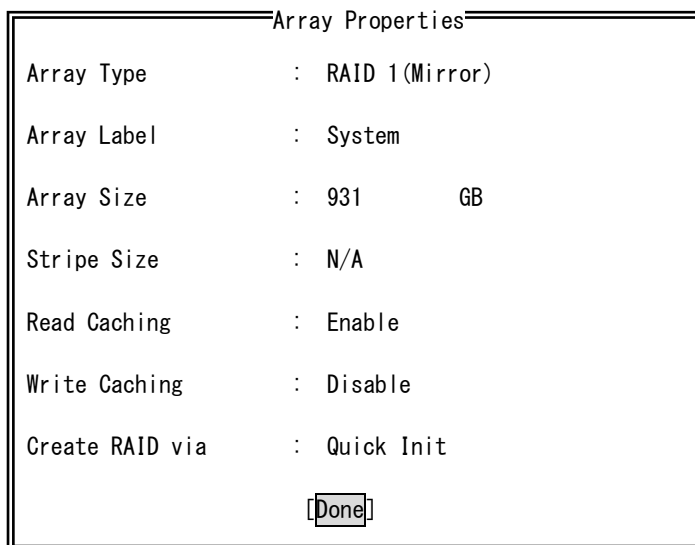 Array Properties
Array Type : RAID 1(Mirror)
Array Label : System
Array Size : 931 GB
Stripe Size : N/A
Read Caching : Enable
Write Caching : Disable
Create RAID via : Quick Init
[Done]